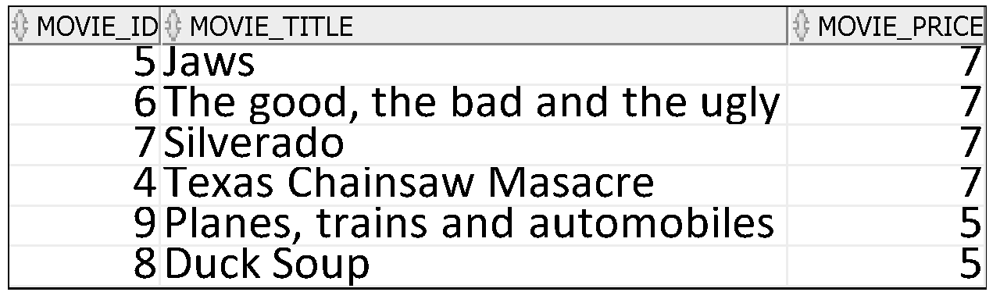 MOVIE_ID MOVIE_TITLE MOVIE_PRICE
5 Jaws 7
6 The good, the bad and the ugly 7
7 Silverado 7
4 Texas Chainsaw Masacre 7
9 Planes, trains and automobiles 5
8 Duck Soup 5